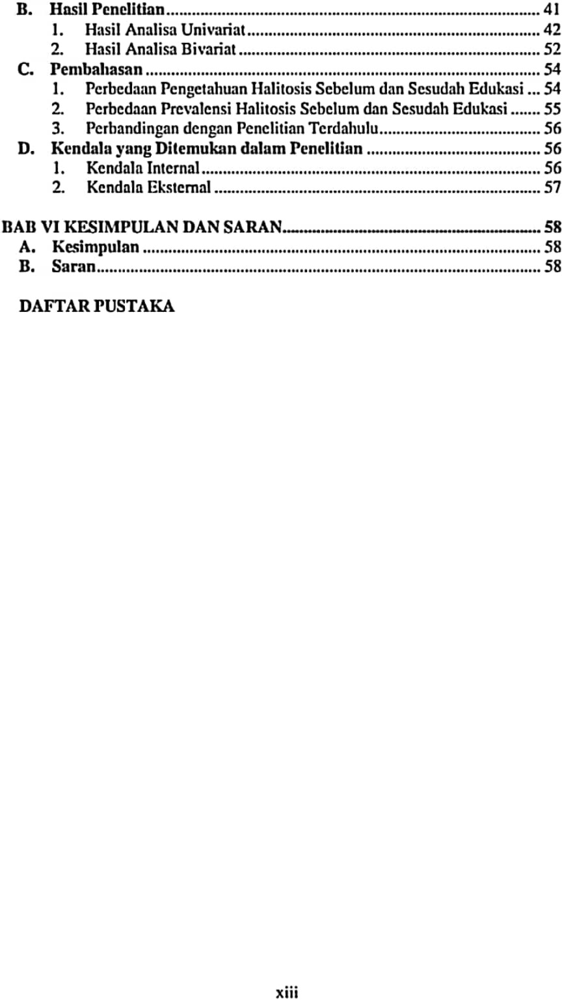 B. Hasil Penelitian........................................................................................ 41
1. Hasil Analisa Univariat..................................................................... 42
2. Hasil Analisa Bivariat....................................................................... 52
C. Pembahasan............................................................................................. 54
1. Perbedaan Pengetahuan Halitosis Sebelum dan Sesudah Edukasi ... 54
2. Perbedaan Prevalensi Halitosis Sebelum dan Sesudah Edukasi ....... 55
3. Perbandingan dengan Penelitian Terdahulu...................................... 56
D. Kendala yang Ditemukan dalam Penelitian ......................................... 56
1. Kendala Internal................................................................................ 56
2. Kendala Eksternal ............................................................................. 57
BAB VI KESIMPULAN DAN SARAN............................................................. 58
A. Kesimpulan .............................................................................................. 58
B. Saran......................................................................................................... 58
DAFTAR PUSTAKA
xiii